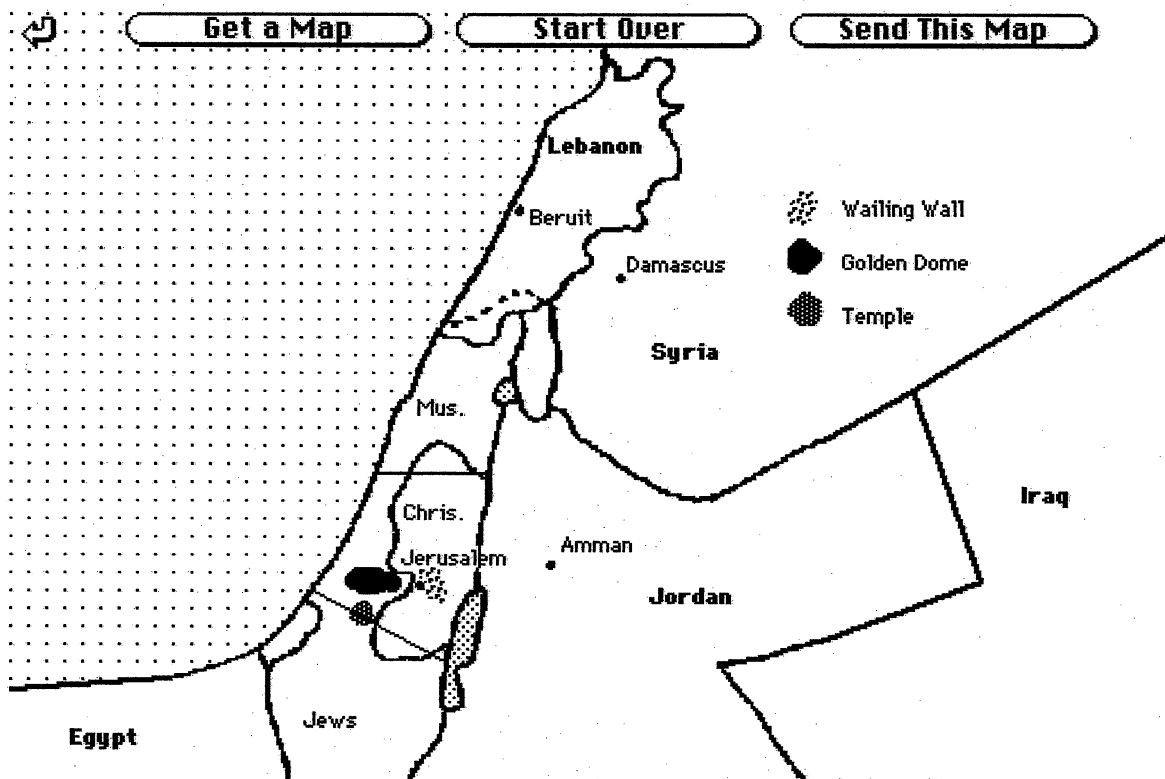 Get a Map
Start Over
Send This Map
Lebanon
Beruit
Wailing Wall
Damascus
Golden Dome
Temple
Syria
Mus.
Iraq
Chris.
Amman
Jerusalem
Jordan
Jews
Egypt